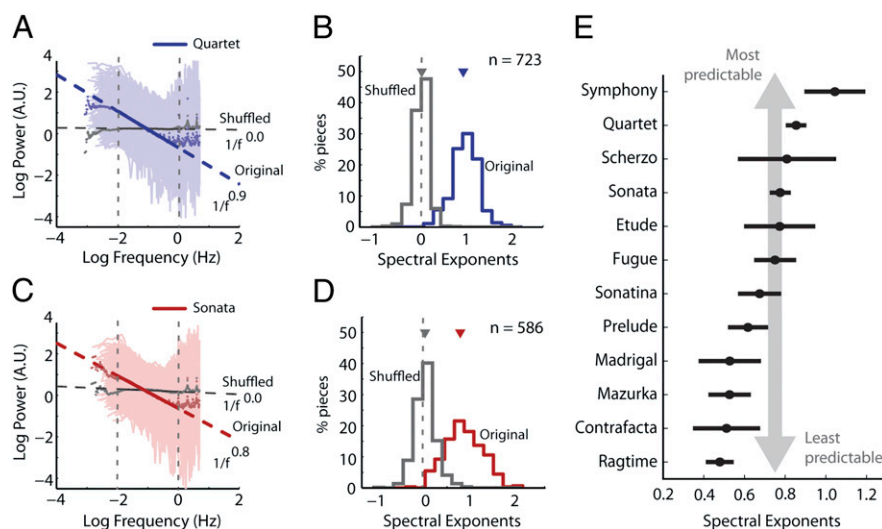 A
Quartet
Log Power (A.U.)
4
2
0
−2
−4
Shuffled
1/f 0.0
Original
1/f 0.9
−4 −2 0 2
Log Frequency (Hz)
B
n = 723
% pieces
50
40
30
20
10
0
Shuffled
Original
−1 0 1 2
Spectral Exponents
C
Sonata
Log Power (A.U.)
4
2
0
−2
−4
Shuffled
1/f 0.0
Original
1/f 0.8
−4 −2 0 2
Log Frequency (Hz)
D
n = 586
% pieces
50
40
30
20
10
0
Shuffled
Original
−1 0 1 2
Spectral Exponents
E
Most
predictable
Symphony
Quartet
Scherzo
Sonata
Etude
Fugue
Sonatina
Prelude
Madrigal
Mazurka
Contrafacta
Ragtime
Least
predictable
0.2 0.4 0.6 0.8 1.0 1.2
Spectral Exponents